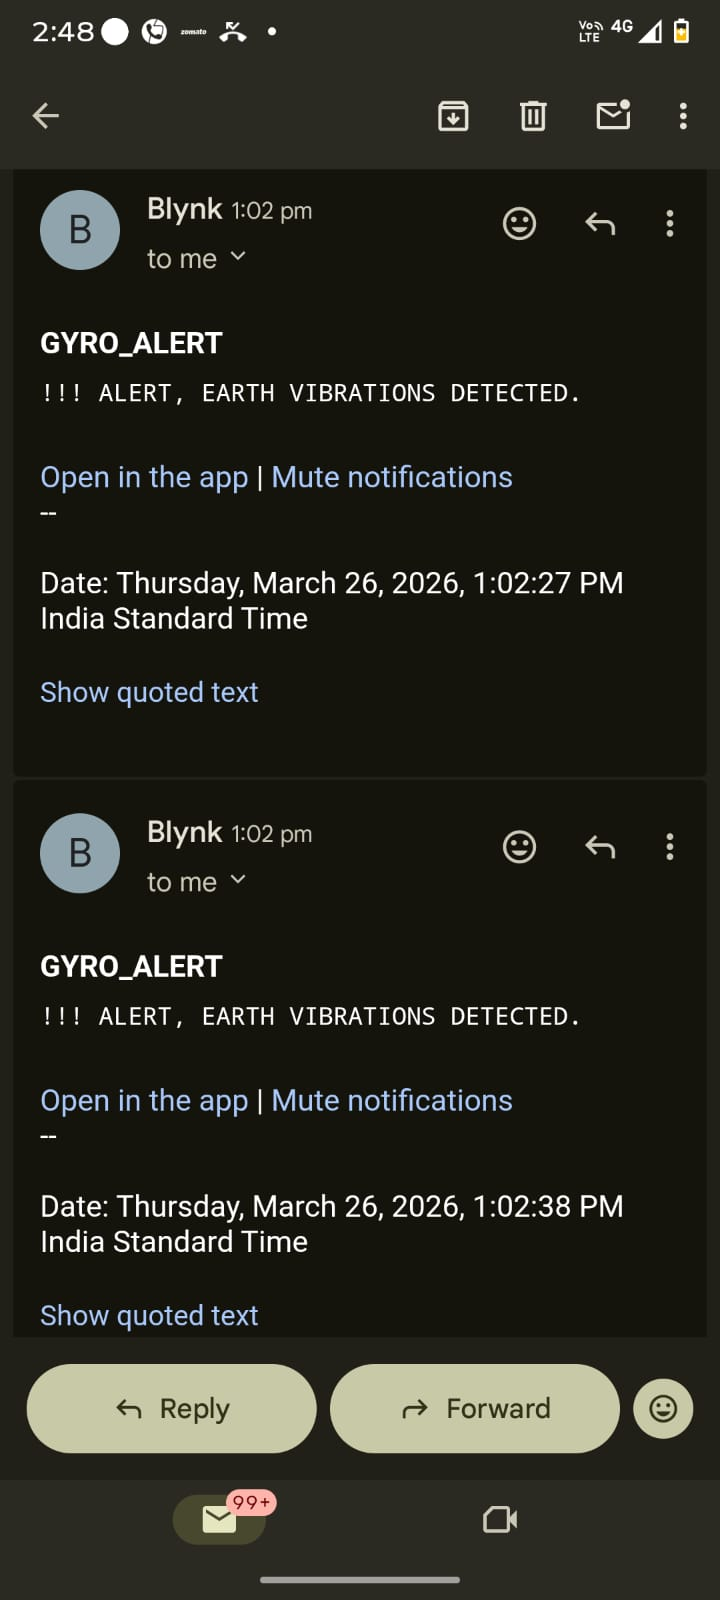 2:48 zomato Vo LTE 4G
B Blynk 1:02 pm
to me
GYRO_ALERT
!!! ALERT, EARTH VIBRATIONS DETECTED.
Open in the app | Mute notifications
--
Date: Thursday, March 26, 2026, 1:02:27 PM
India Standard Time
Show quoted text
B Blynk 1:02 pm
to me
GYRO_ALERT
!!! ALERT, EARTH VIBRATIONS DETECTED.
Open in the app | Mute notifications
--
Date: Thursday, March 26, 2026, 1:02:38 PM
India Standard Time
Show quoted text
Reply Forward
99+